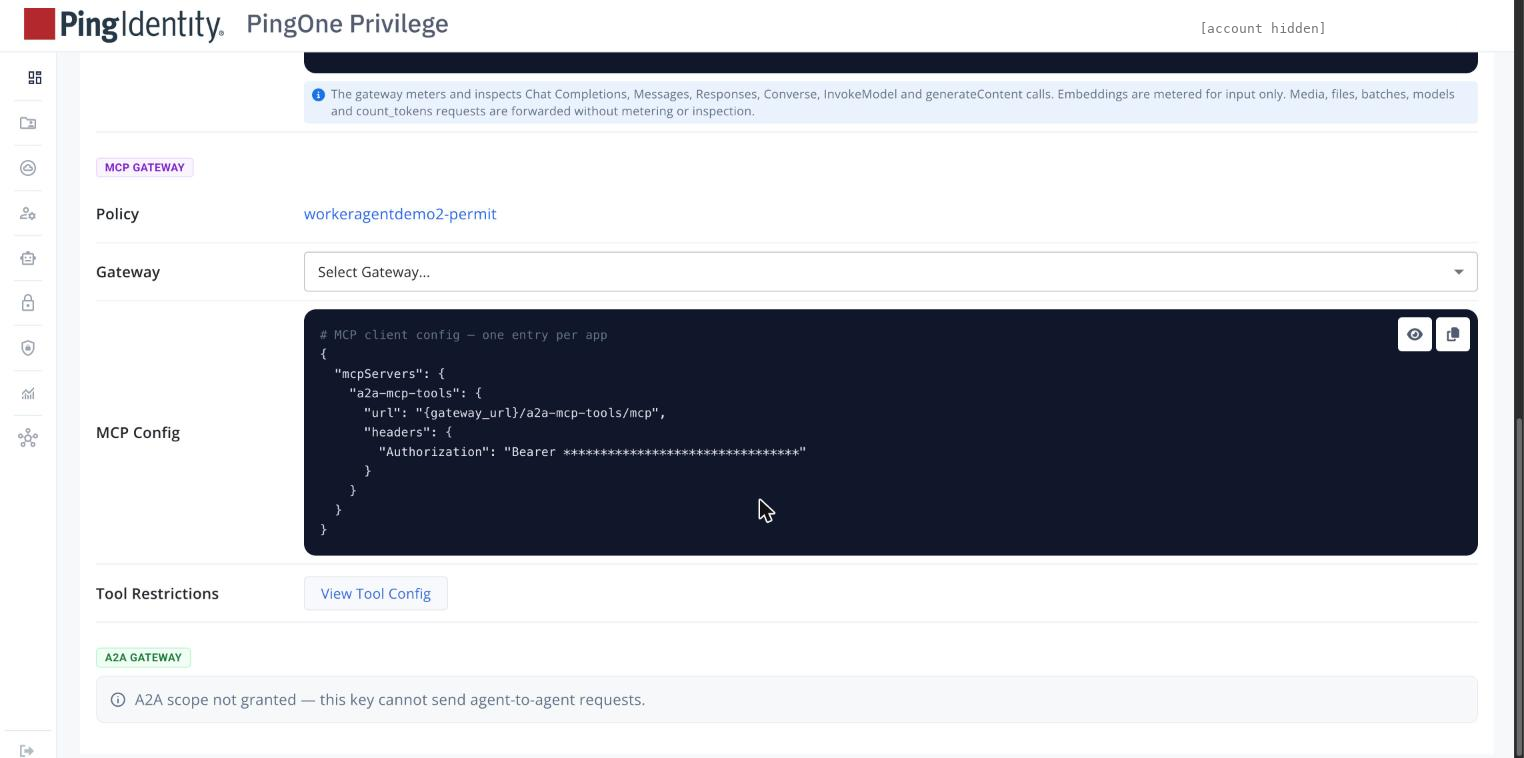 PingIdentity® PingOne Privilege
[account hidden]
The gateway meters and inspects Chat Completions, Messages, Responses, Converse, InvokeModel and generateContent calls. Embeddings are metered for input only. Media, files, batches, models
and count_tokens requests are forwarded without metering or inspection.
MCP GATEWAY
Policy workeragentdemo2-permit
Gateway Select Gateway...
MCP Config
# MCP client config — one entry per app
{
  "mcpServers": {
    "a2a-mcp-tools": {
      "url": "{gateway_url}/a2a-mcp-tools/mcp",
      "headers": {
        "Authorization": "Bearer ********************************"
      }
    }
  }
}
Tool Restrictions View Tool Config
A2A GATEWAY
A2A scope not granted — this key cannot send agent-to-agent requests.